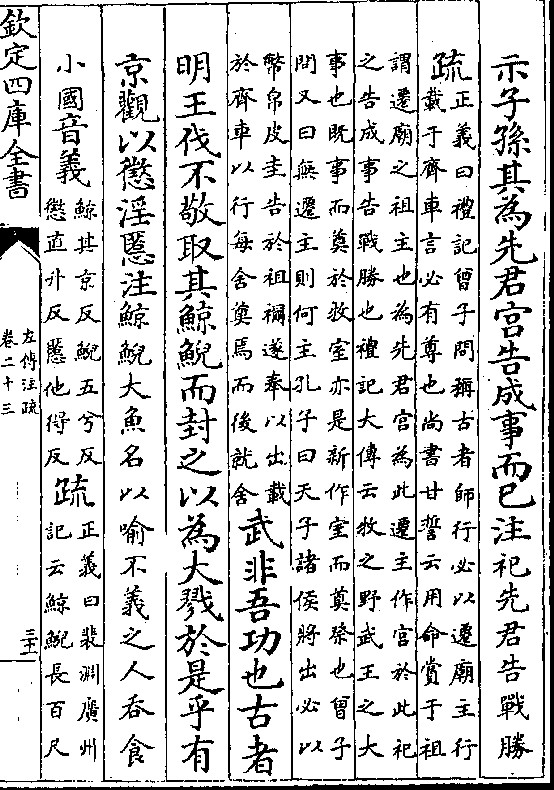 示子孫其為先君宫告成事而已注祀先君告戰勝
疏
正義曰禮記曾子問稱古者師行必以遷廟主行
載于齊車言必有尊也尚書甘誓云用命賞于祖
謂遷廟之祖主也為先君宫為此遷主作宫於此祀
之告成事告戰勝也禮記大傳云牧之野武王之大
事也既事而奠於牧室亦是新作室而奠祭也曾子
問又曰無遷主則何主孔子曰天子諸侯將出必以
幣帛皮圭告於祖禰遂奉以出載
於齊車以行每舍奠焉而後就舍
武非吾功也古者
明王伐不敬取其鯨鯢而封之以為大戮於是乎有
京觀以懲淫慝注鯨鯢大魚名以喻不義之人吞食
小國音義
鯨其京反鯢五兮反
懲直升反慝他得反
疏
正義曰裴淵廣州
記云鯨鯢長百尺
欽定四庫全書
左傳注疏
卷二十三
三十一